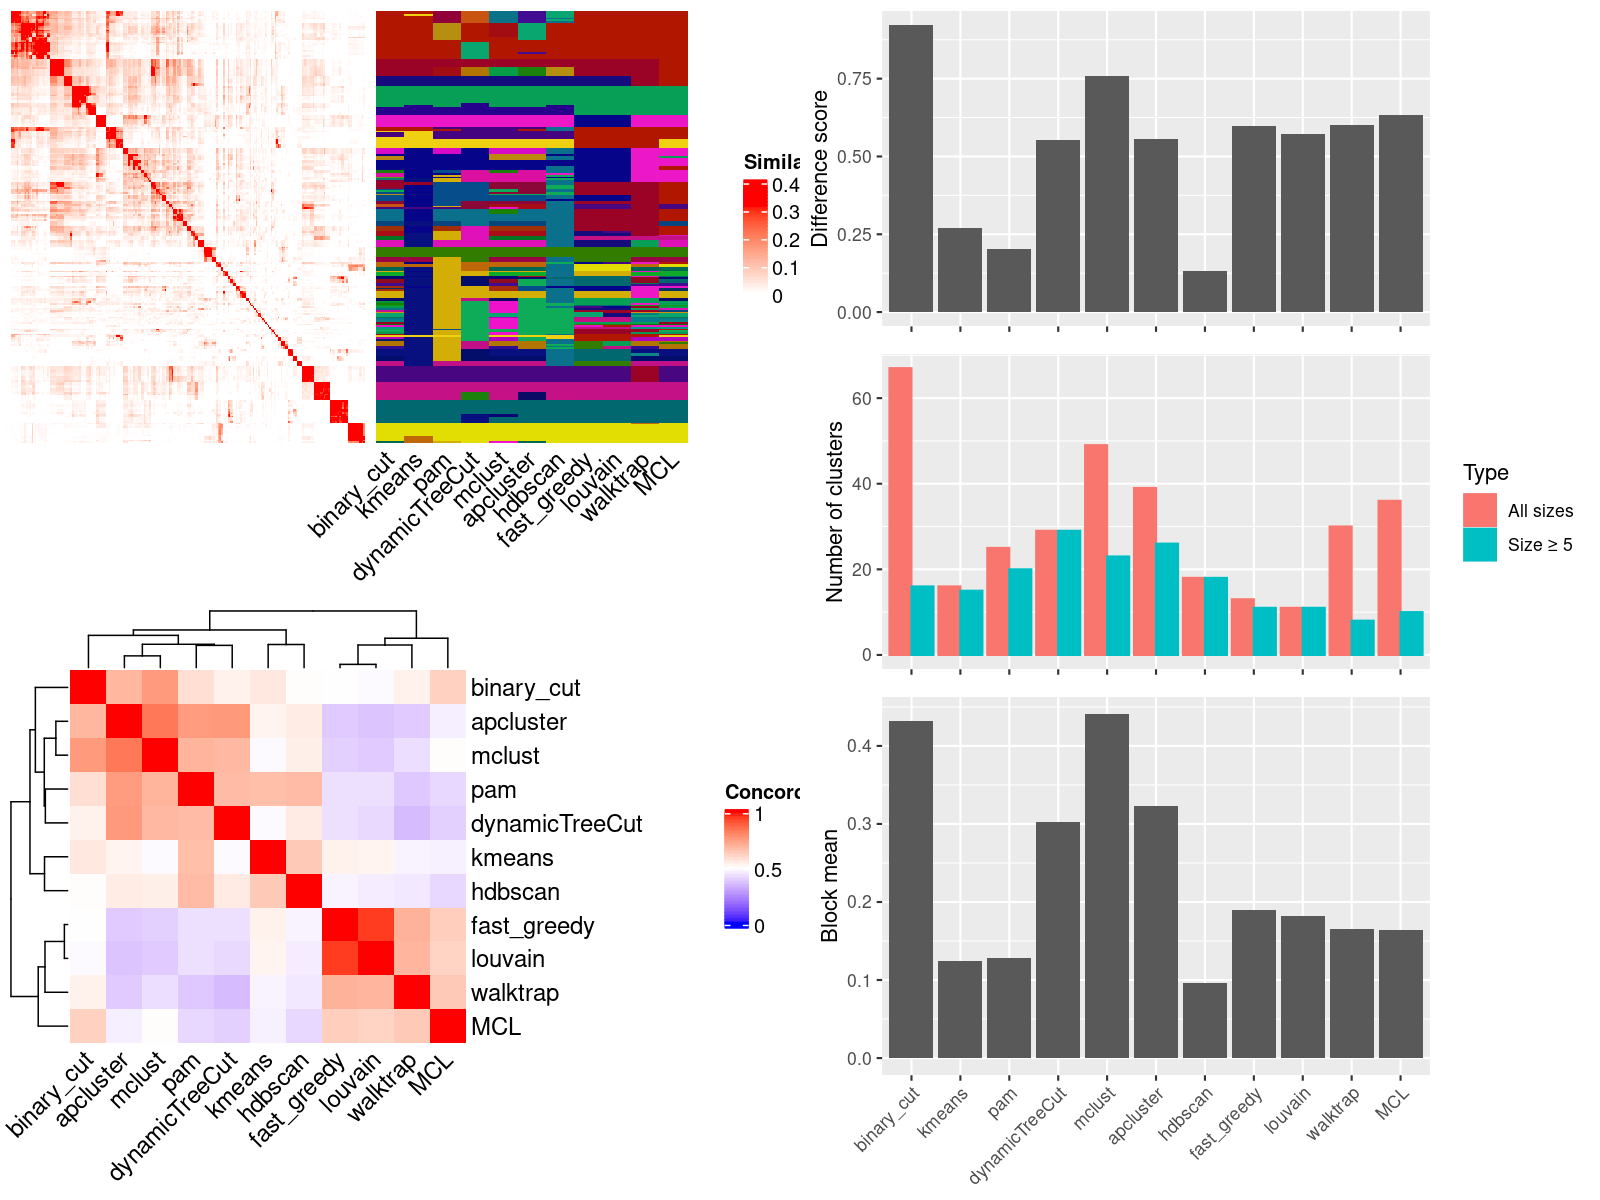 Simila
0.4
0.3
0.2
0.1
0
binary_cut
kmeans
pam
dynamicTreeCut
mclust
apcluster
hdbscan
fast_greedy
louvain
walktrap
MCL
binary_cut
apcluster
mclust
pam
dynamicTreeCut
kmeans
hdbscan
fast_greedy
louvain
walktrap
MCL
binary_cut
apcluster
mclust
pam
dynamicTreeCut
kmeans
hdbscan
fast_greedy
louvain
walktrap
MCL
Concord
1
0.5
0
Difference score
0.75
0.50
0.25
0.00
Number of clusters
60
40
20
0
Type
All sizes
Size ≥ 5
Block mean
0.4
0.3
0.2
0.1
0.0
binary_cut
kmeans
pam
dynamicTreeCut
mclust
apcluster
hdbscan
fast_greedy
louvain
walktrap
MCL